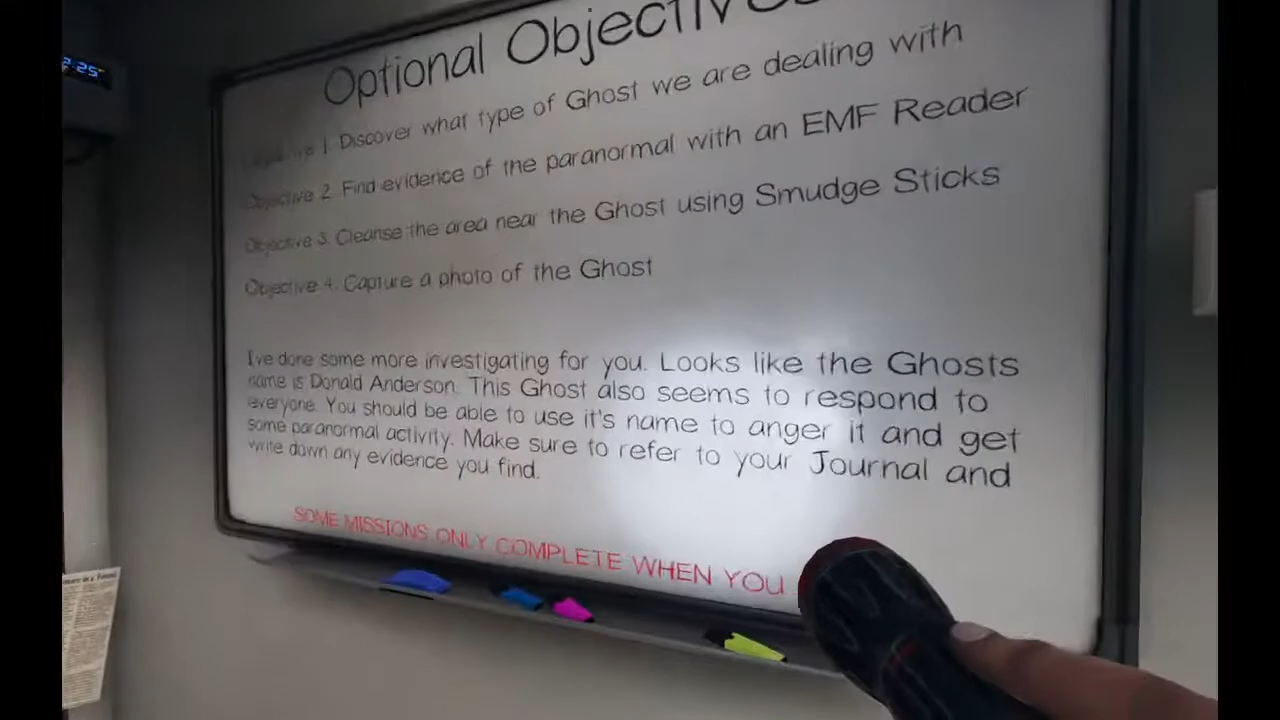 Optional Objectives
Objective 1. Discover what type of Ghost we are dealing with
Objective 2. Find evidence of the paranormal with an EMF Reader
Objective 3. Cleanse the area near the Ghost using Smudge Sticks
Objective 4. Capture a photo of the Ghost
I've done some more investigating for you. Looks like the Ghosts
name is Donald Anderson. This Ghost also seems to respond to
everyone. You should be able to use it's name to anger it and get
some paranormal activity. Make sure to refer to your Journal and
write down any evidence you find.
SOME MISSIONS ONLY COMPLETE WHEN YOU
:25